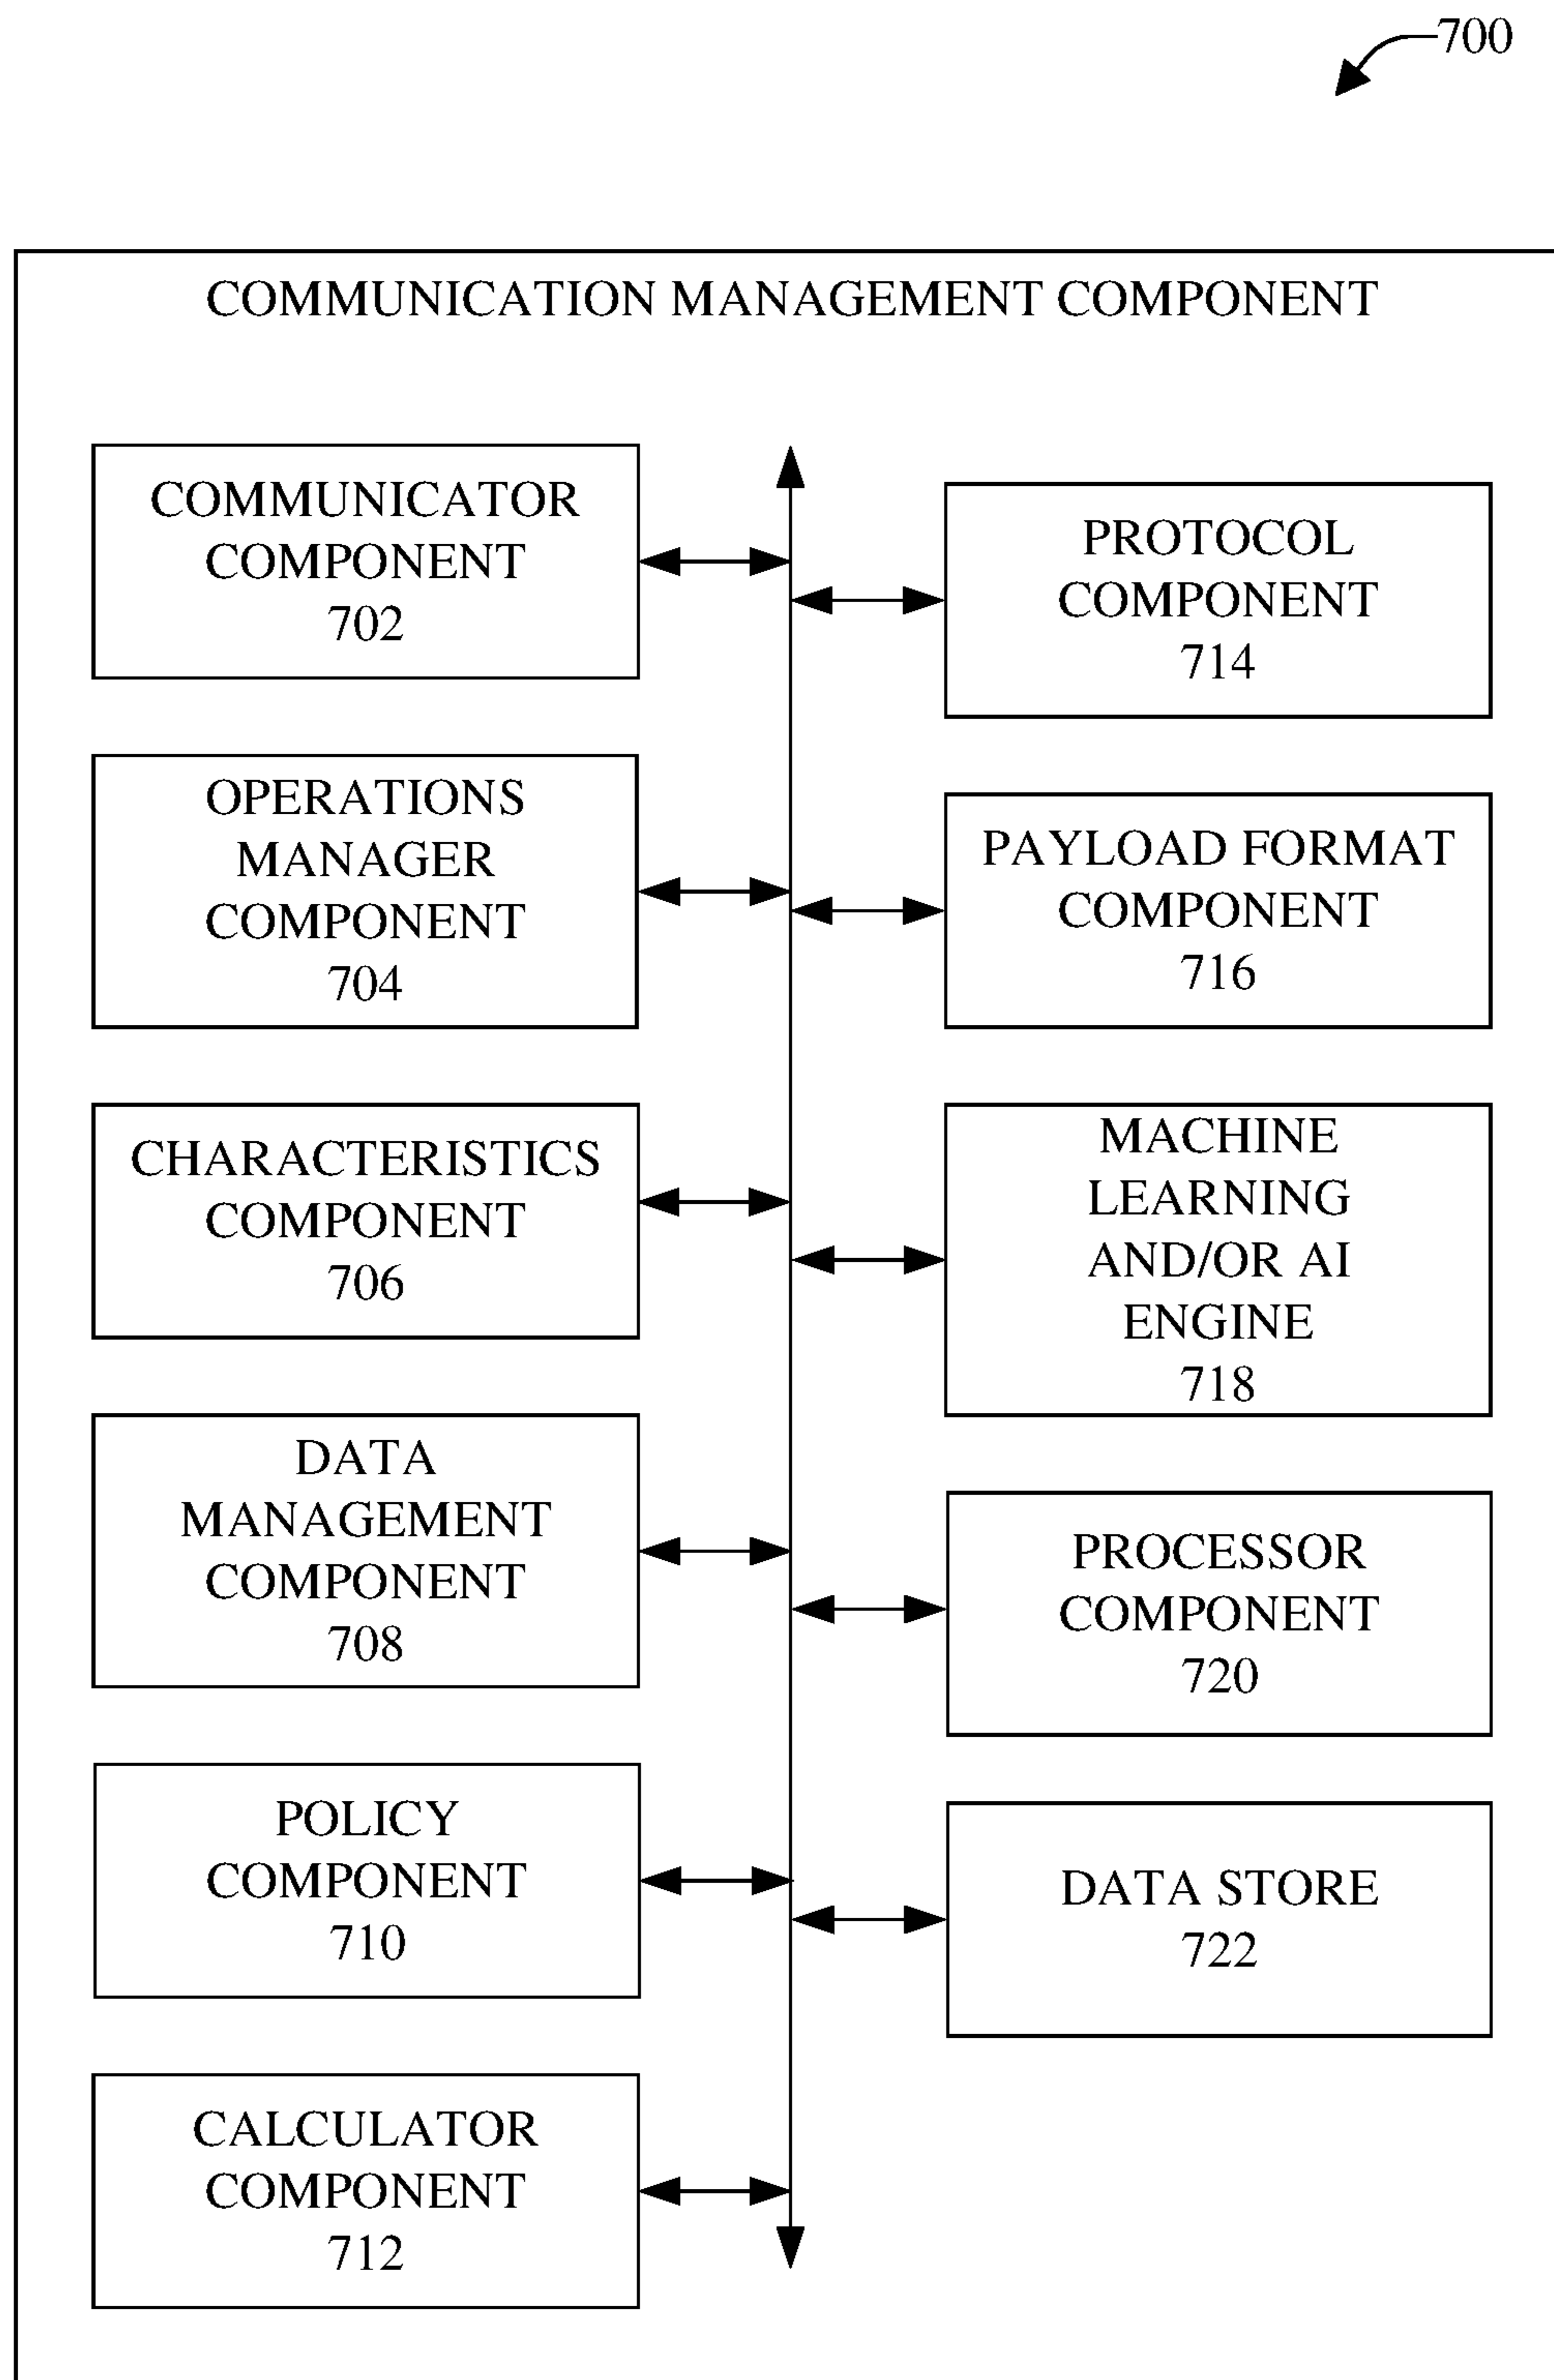 700
COMMUNICATION MANAGEMENT COMPONENT
COMMUNICATOR
COMPONENT
702
OPERATIONS
MANAGER
COMPONENT
704
CHARACTERISTICS
COMPONENT
706
DATA
MANAGEMENT
COMPONENT
708
POLICY
COMPONENT
710
CALCULATOR
COMPONENT
712
PROTOCOL
COMPONENT
714
PAYLOAD FORMAT
COMPONENT
716
MACHINE
LEARNING
AND/OR AI
ENGINE
718
PROCESSOR
COMPONENT
720
DATA STORE
722